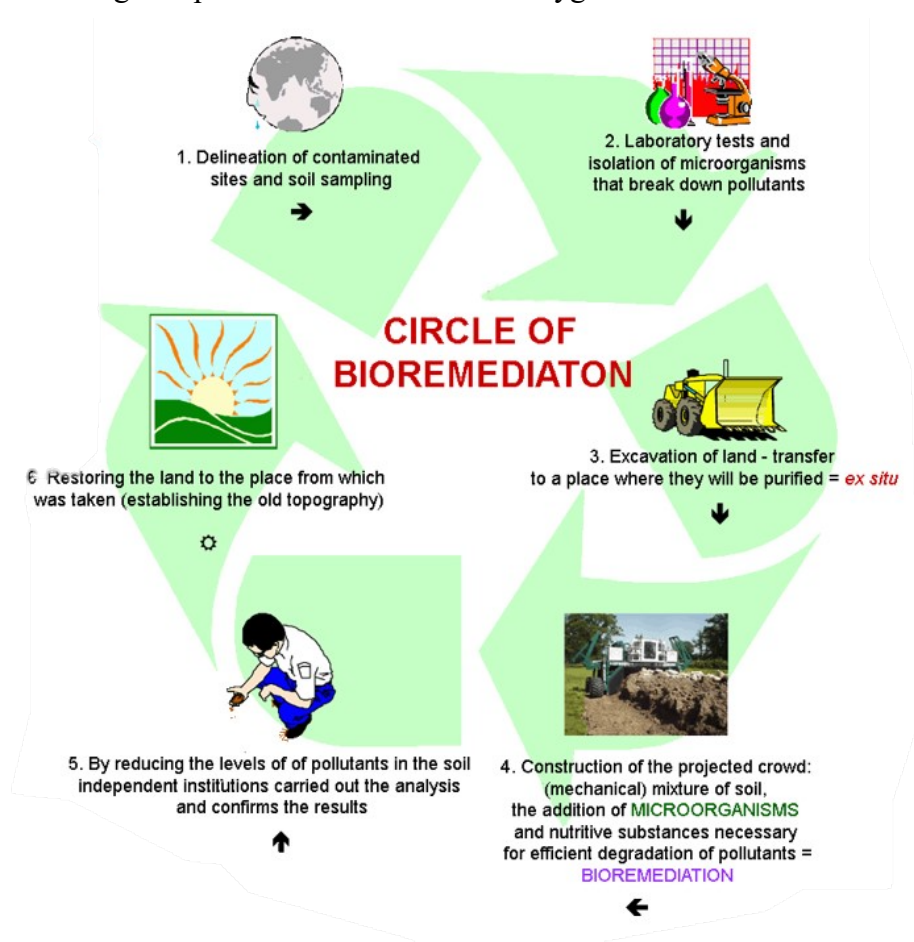 1. Delineation of contaminated
sites and soil sampling
2. Laboratory tests and
isolation of microorganisms
that break down pollutants
CIRCLE OF
BIOREMEDIATON
3. Excavation of land - transfer
to a place where they will be purified = ex situ
4. Construction of the projected crowd:
(mechanical) mixture of soil,
the addition of MICROORGANISMS
and nutritive substances necessary
for efficient degradation of pollutants =
BIOREMEDIATION
5. By reducing the levels of of pollutants in the soil
independent institutions carried out the analysis
and confirms the results
6 Restoring the land to the place from which
was taken (establishing the old topography)